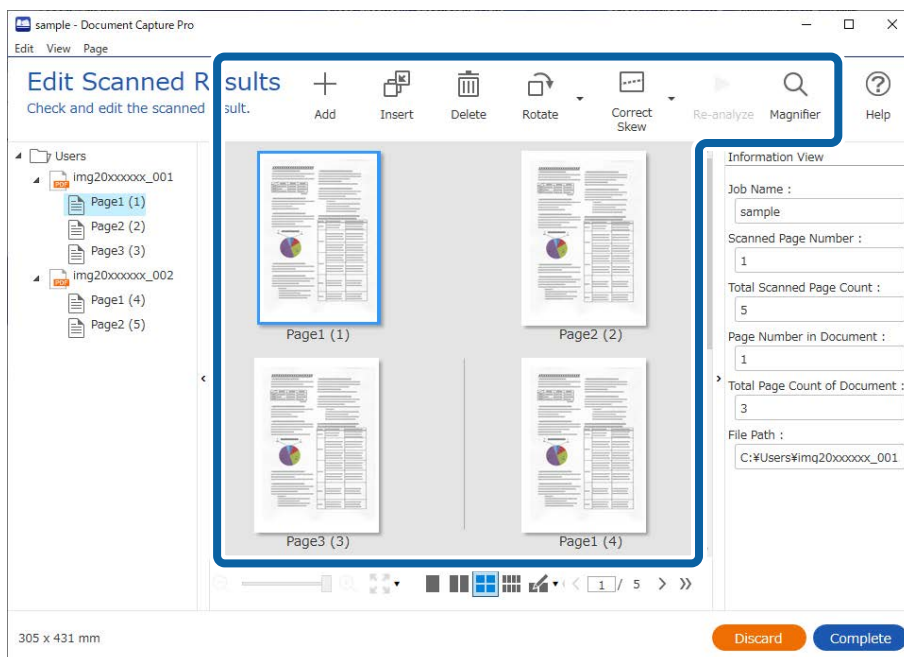 sample - Document Capture Pro
Edit View Page
Edit Scanned Results
Check and edit the scanned result.
Add
Insert
Delete
Rotate
Correct
Skew
Re-analyze
Magnifier
Help
Users
img20xxxxxx_001
Page1 (1)
Page2 (2)
Page3 (3)
img20xxxxxx_002
Page1 (4)
Page2 (5)
Page1 (1)
Page2 (2)
Page3 (3)
Page1 (4)
Information View
Job Name :
sample
Scanned Page Number :
1
Total Scanned Page Count :
5
Page Number in Document :
1
Total Page Count of Document :
3
File Path :
C:¥Users¥img20xxxxxx_001
1 / 5
305 x 431 mm
Discard
Complete